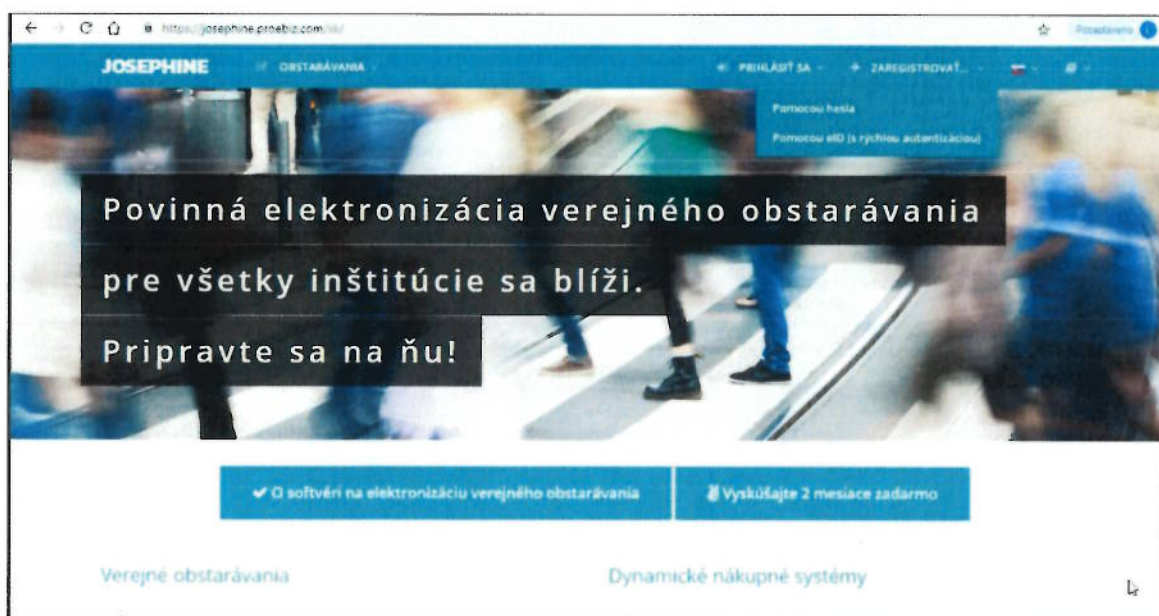 https://josephine.proebiz.com/sk/
Pozastaveno
JOSEPHINE
OBSTARÁVANIA
PRIHLÁSIŤ SA
ZAREGISTROVAŤ...
Pomocou hesla
Pomocou eID (s rýchlou autentizáciou)
Povinná elektronizácia verejného obstarávania
pre všetky inštitúcie sa blíži.
Pripravte sa na ňu!
O softvéri na elektronizáciu verejného obstarávania
Vyskúšajte 2 mesiace zadarmo
Verejné obstarávania
Dynamické nákupné systémy